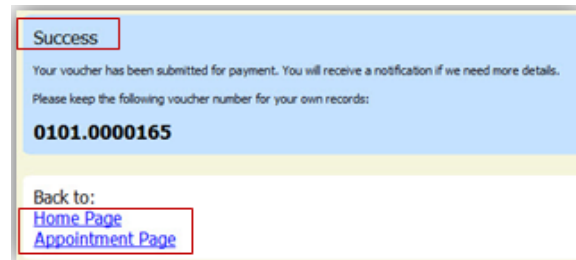 Success
Your voucher has been submitted for payment. You will receive a notification if we need more details.
Please keep the following voucher number for your own records:
0101.0000165
Back to:
Home Page
Appointment Page